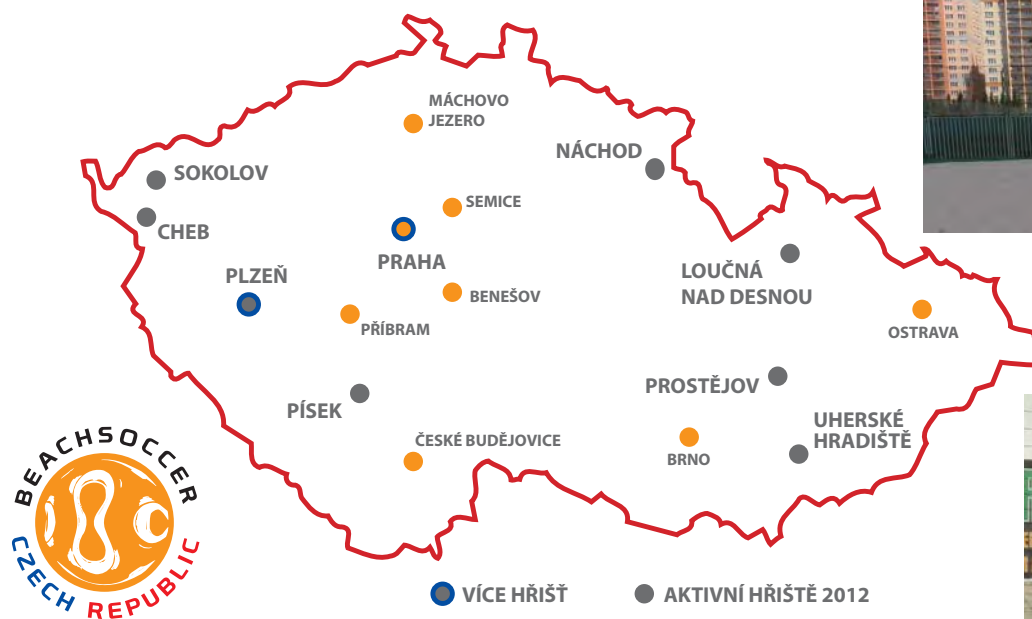 MÁCHOVO
JEZERO
NÁCHOD
SOKOLOV
SEMICE
CHEB
PRAHA
PLZEŇ
LOUČNÁ
NAD DESNOU
BENEŠOV
PŘÍBRAM
OSTRAVA
PROSTĚJOV
PÍSEK
UHERSKÉ
HRADIŠTĚ
ČESKÉ BUDĚJOVICE
BRNO
BEACHSOCCER
CZECH REPUBLIC
VÍCE HŘIŠŤ
AKTIVNÍ HŘIŠTĚ 2012